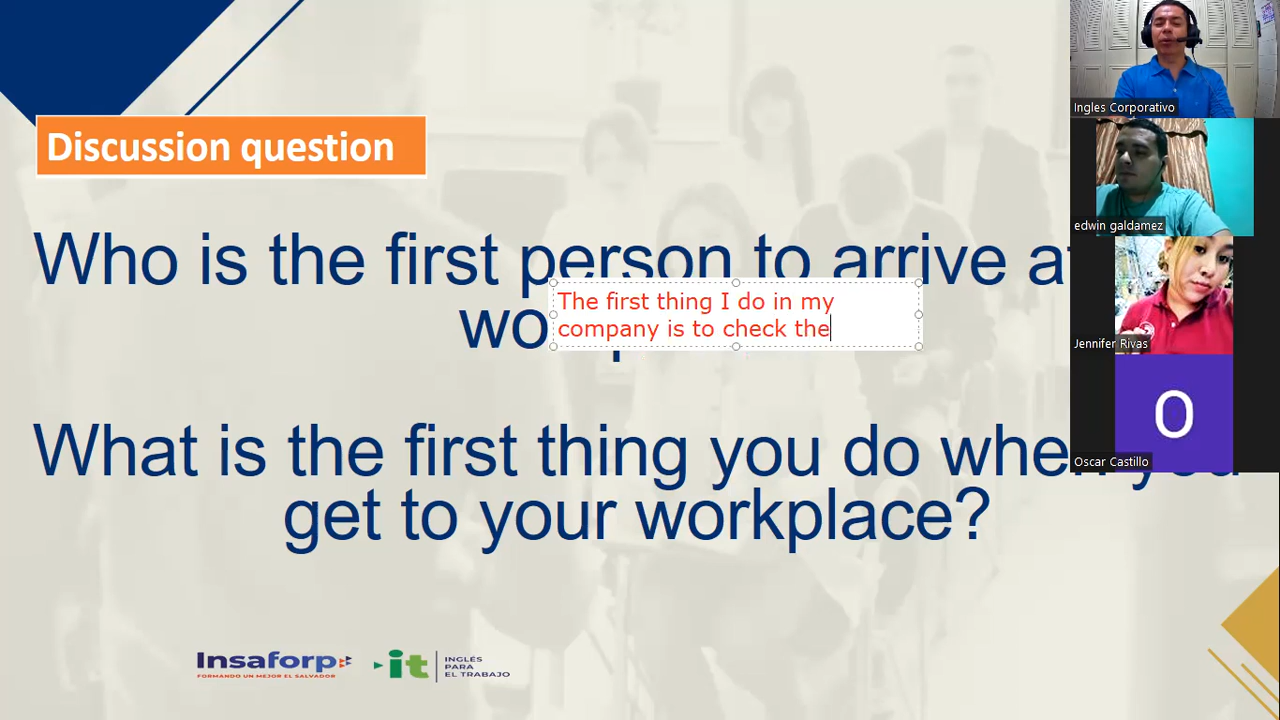 Discussion question
Who is the first person to arrive at
wo
The first thing I do in my
company is to check the
What is the first thing you do when you
get to your workplace?
Insaforp
FORMANDO UN MEJOR EL SALVADOR
it
INGLÉS
PARA
EL TRABAJO
Ingles Corporativo
edwin galdamez
Jennifer Rivas
O
Oscar Castillo